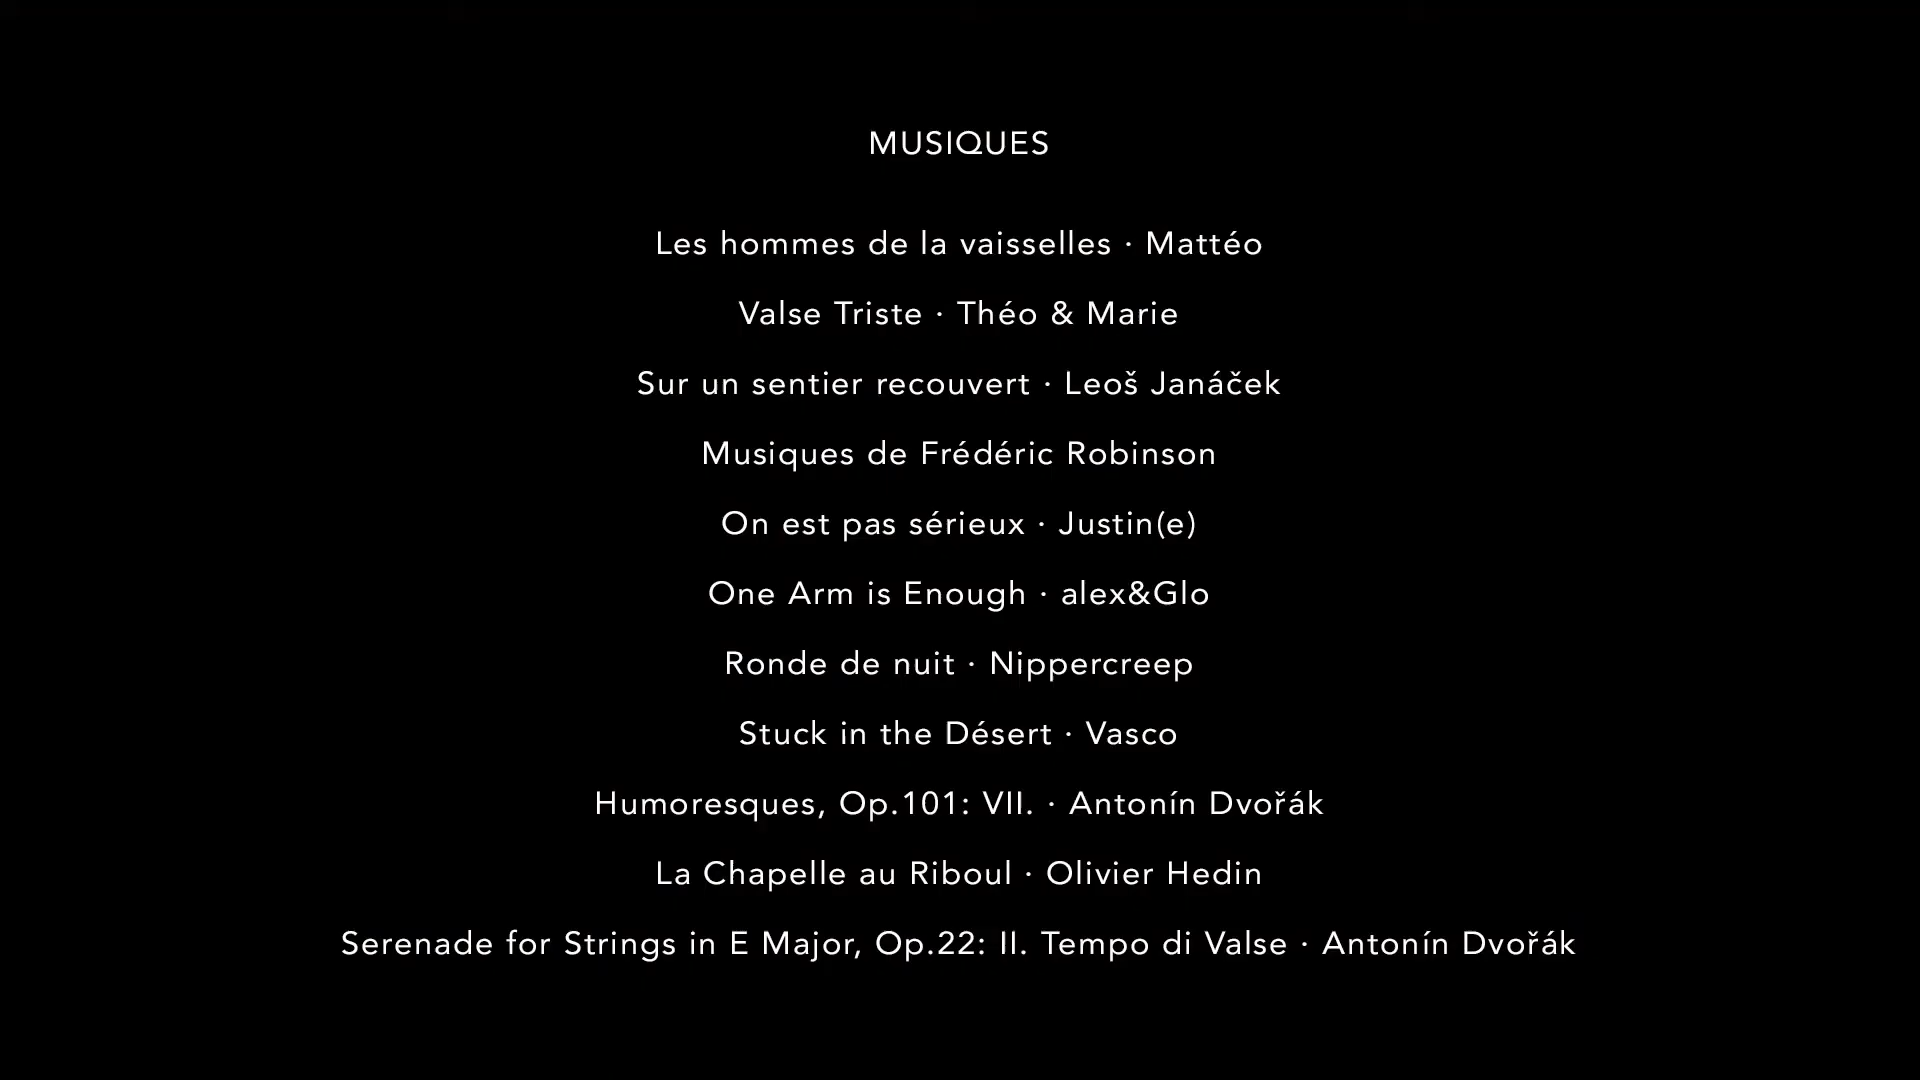 MUSIQUES
Les hommes de la vaisselles · Mattéo
Valse Triste · Théo & Marie
Sur un sentier recouvert · Leoš Janáček
Musiques de Frédéric Robinson
On est pas sérieux · Justin(e)
One Arm is Enough · alex&Glo
Ronde de nuit · Nippercreep
Stuck in the Désert · Vasco
Humoresques, Op.101: VII. · Antonín Dvořák
La Chapelle au Riboul · Olivier Hedin
Serenade for Strings in E Major, Op.22: II. Tempo di Valse · Antonín Dvořák